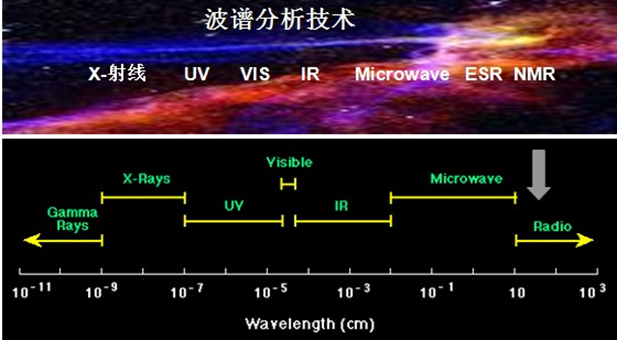 波谱分析技术
X-射线 UV VIS IR Microwave ESR NMR
Visible
X-Rays Microwave
Gamma Rays UV IR Radio
10⁻¹¹ 10⁻⁹ 10⁻⁷ 10⁻⁵ 10⁻³ 10⁻¹ 10 10³
Wavelength (cm)